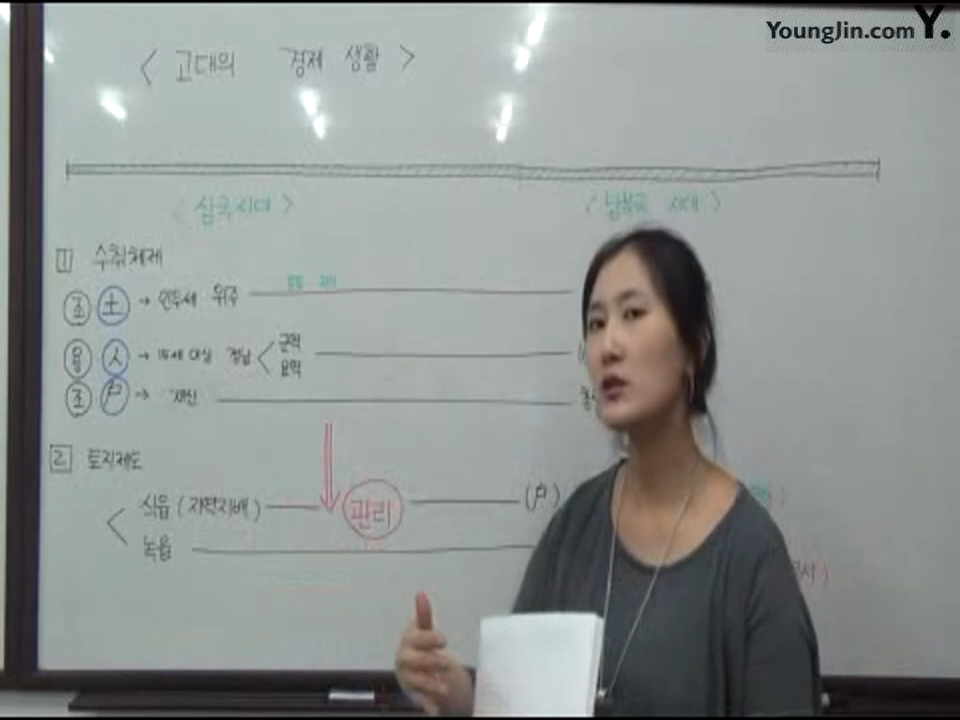 YoungJin.com Y.
< 고대의 경제 생활 >
< 삼국시대 > < 남북국 시대 >
1 수취체제
조 土 → 인두세 위주
용 人 → 15세 이상 정남 < 군역
요역
조 戶 → 재산
2 토지제도
< 식읍 (지역지배) 관리 (戶)
녹읍